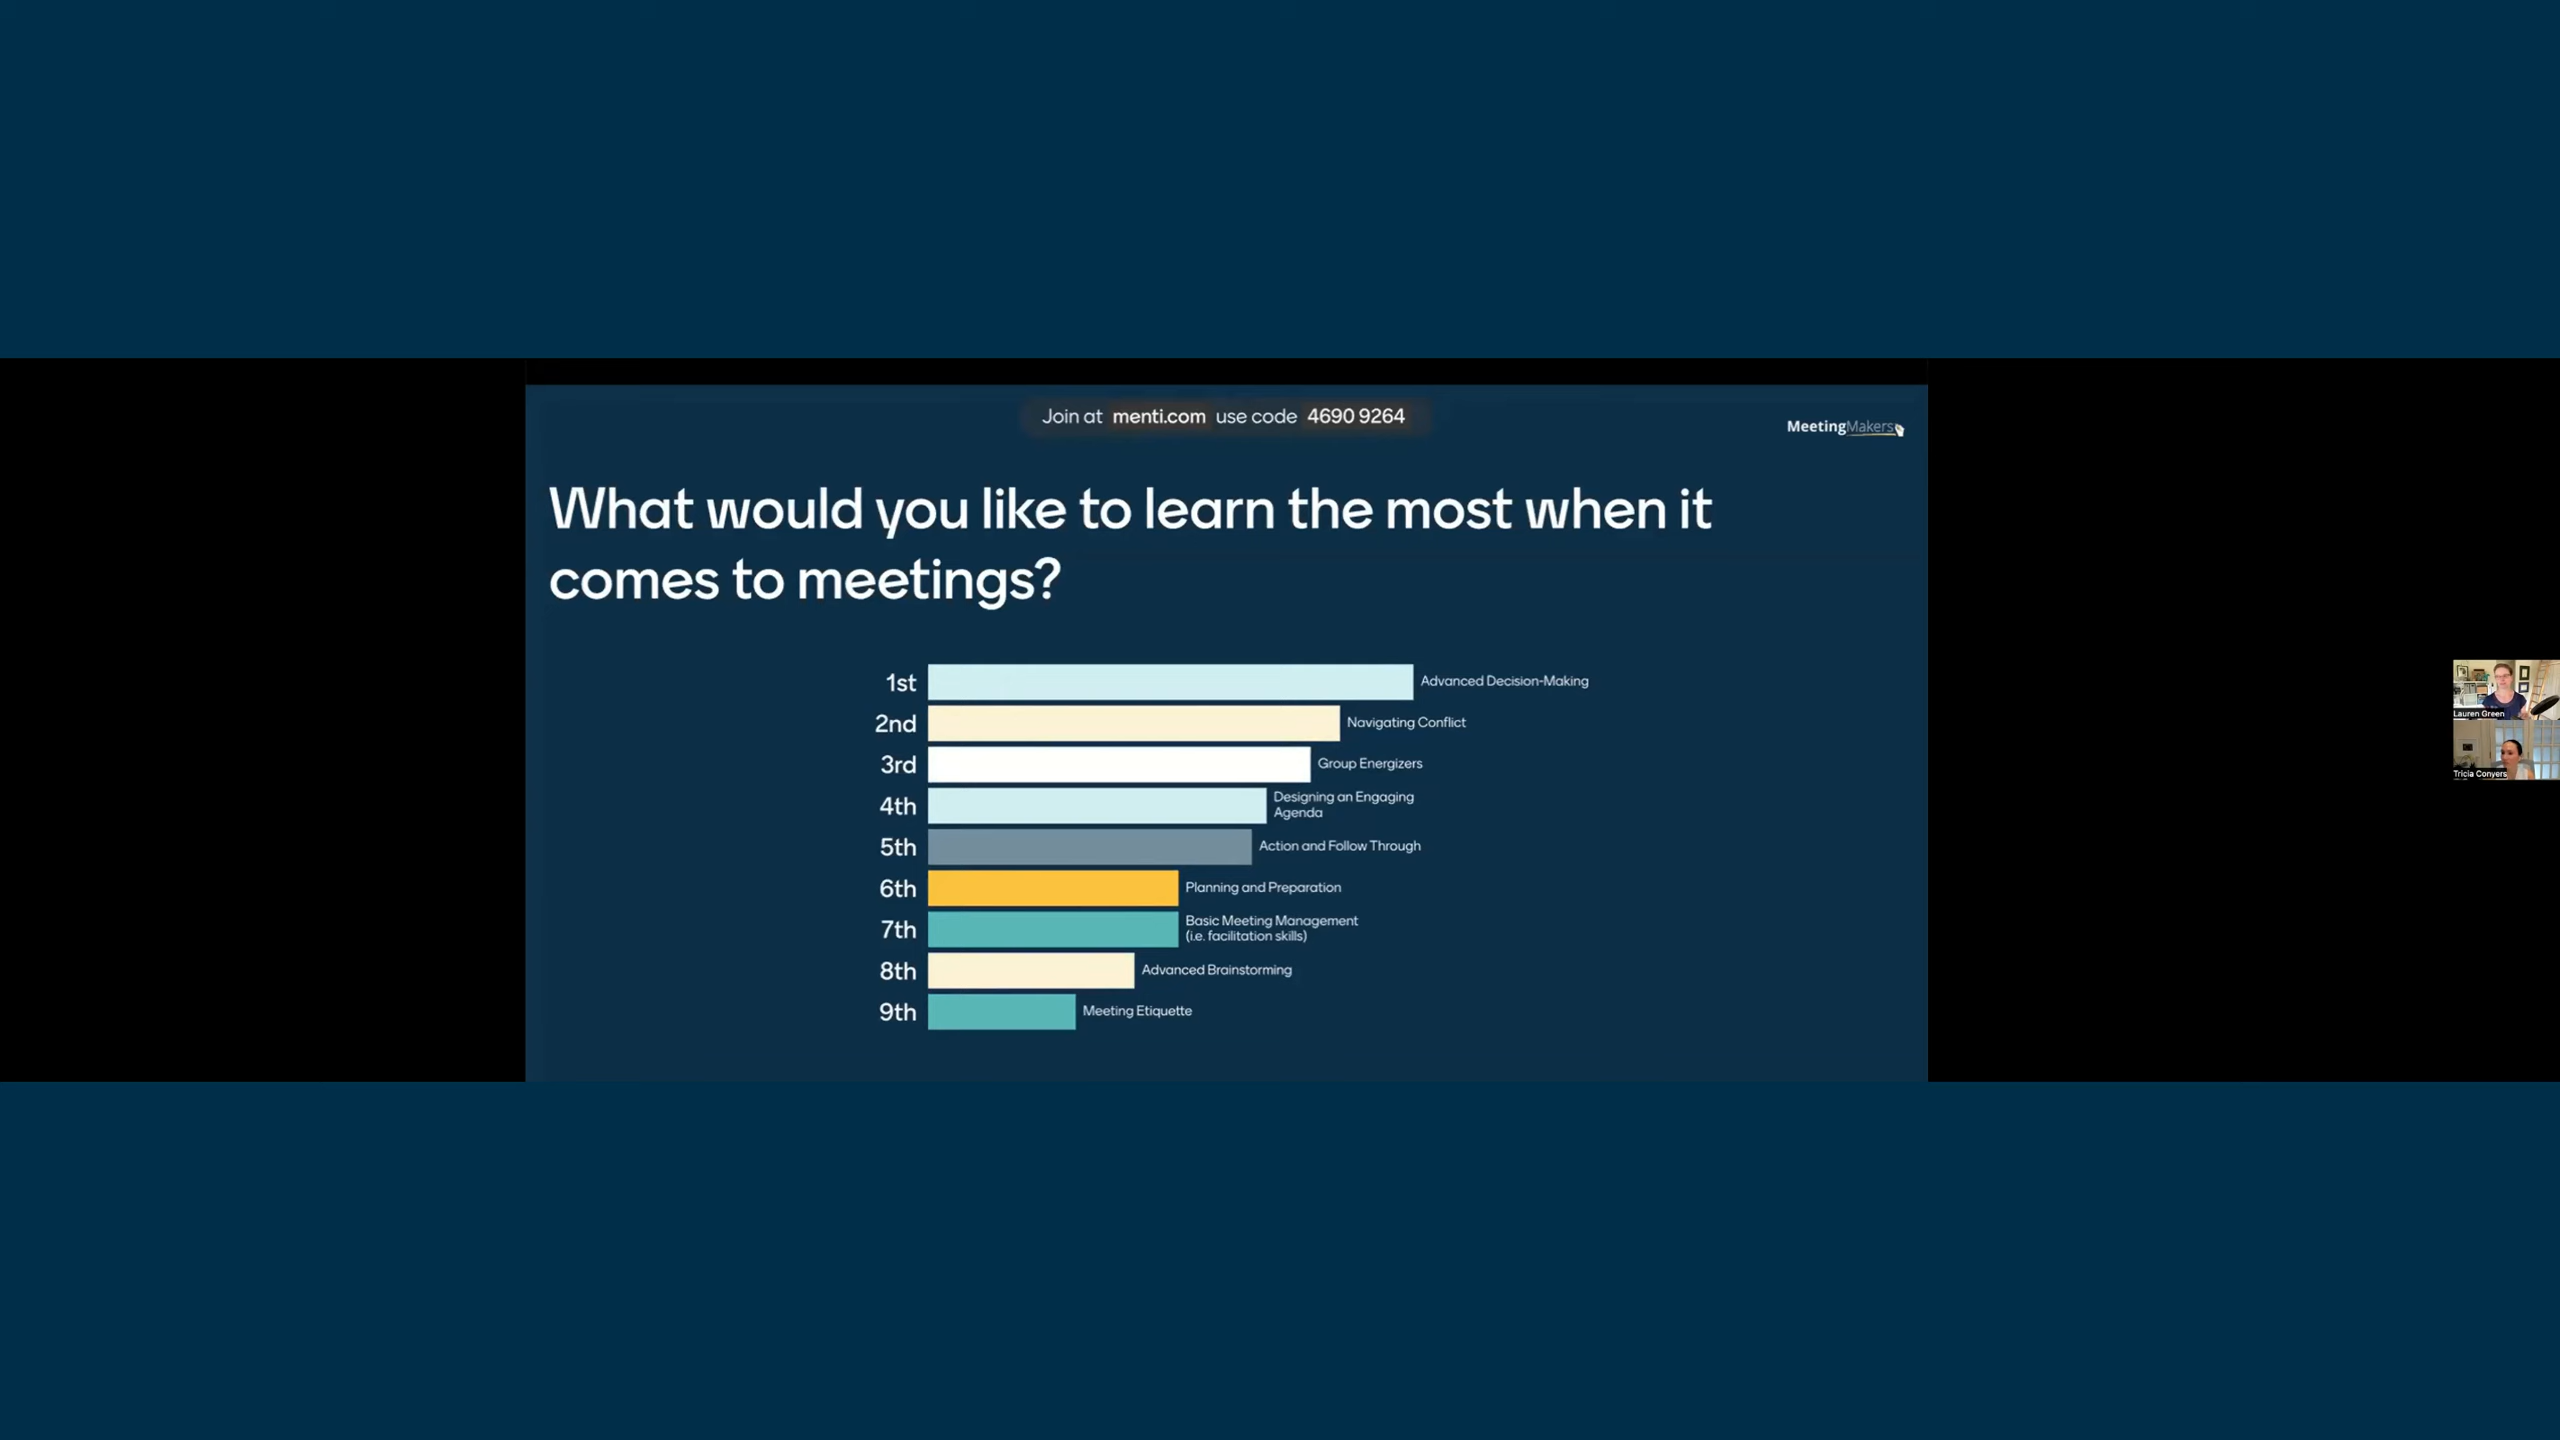 Join at menti.com use code 4690 9264
MeetingMakers
What would you like to learn the most when it
comes to meetings?
1st Advanced Decision-Making
2nd Navigating Conflict
3rd Group Energizers
4th Designing an Engaging
Agenda
5th Action and Follow Through
6th Planning and Preparation
7th Basic Meeting Management
(i.e. facilitation skills)
8th Advanced Brainstorming
9th Meeting Etiquette
Lauren Green
Tricia Conyers